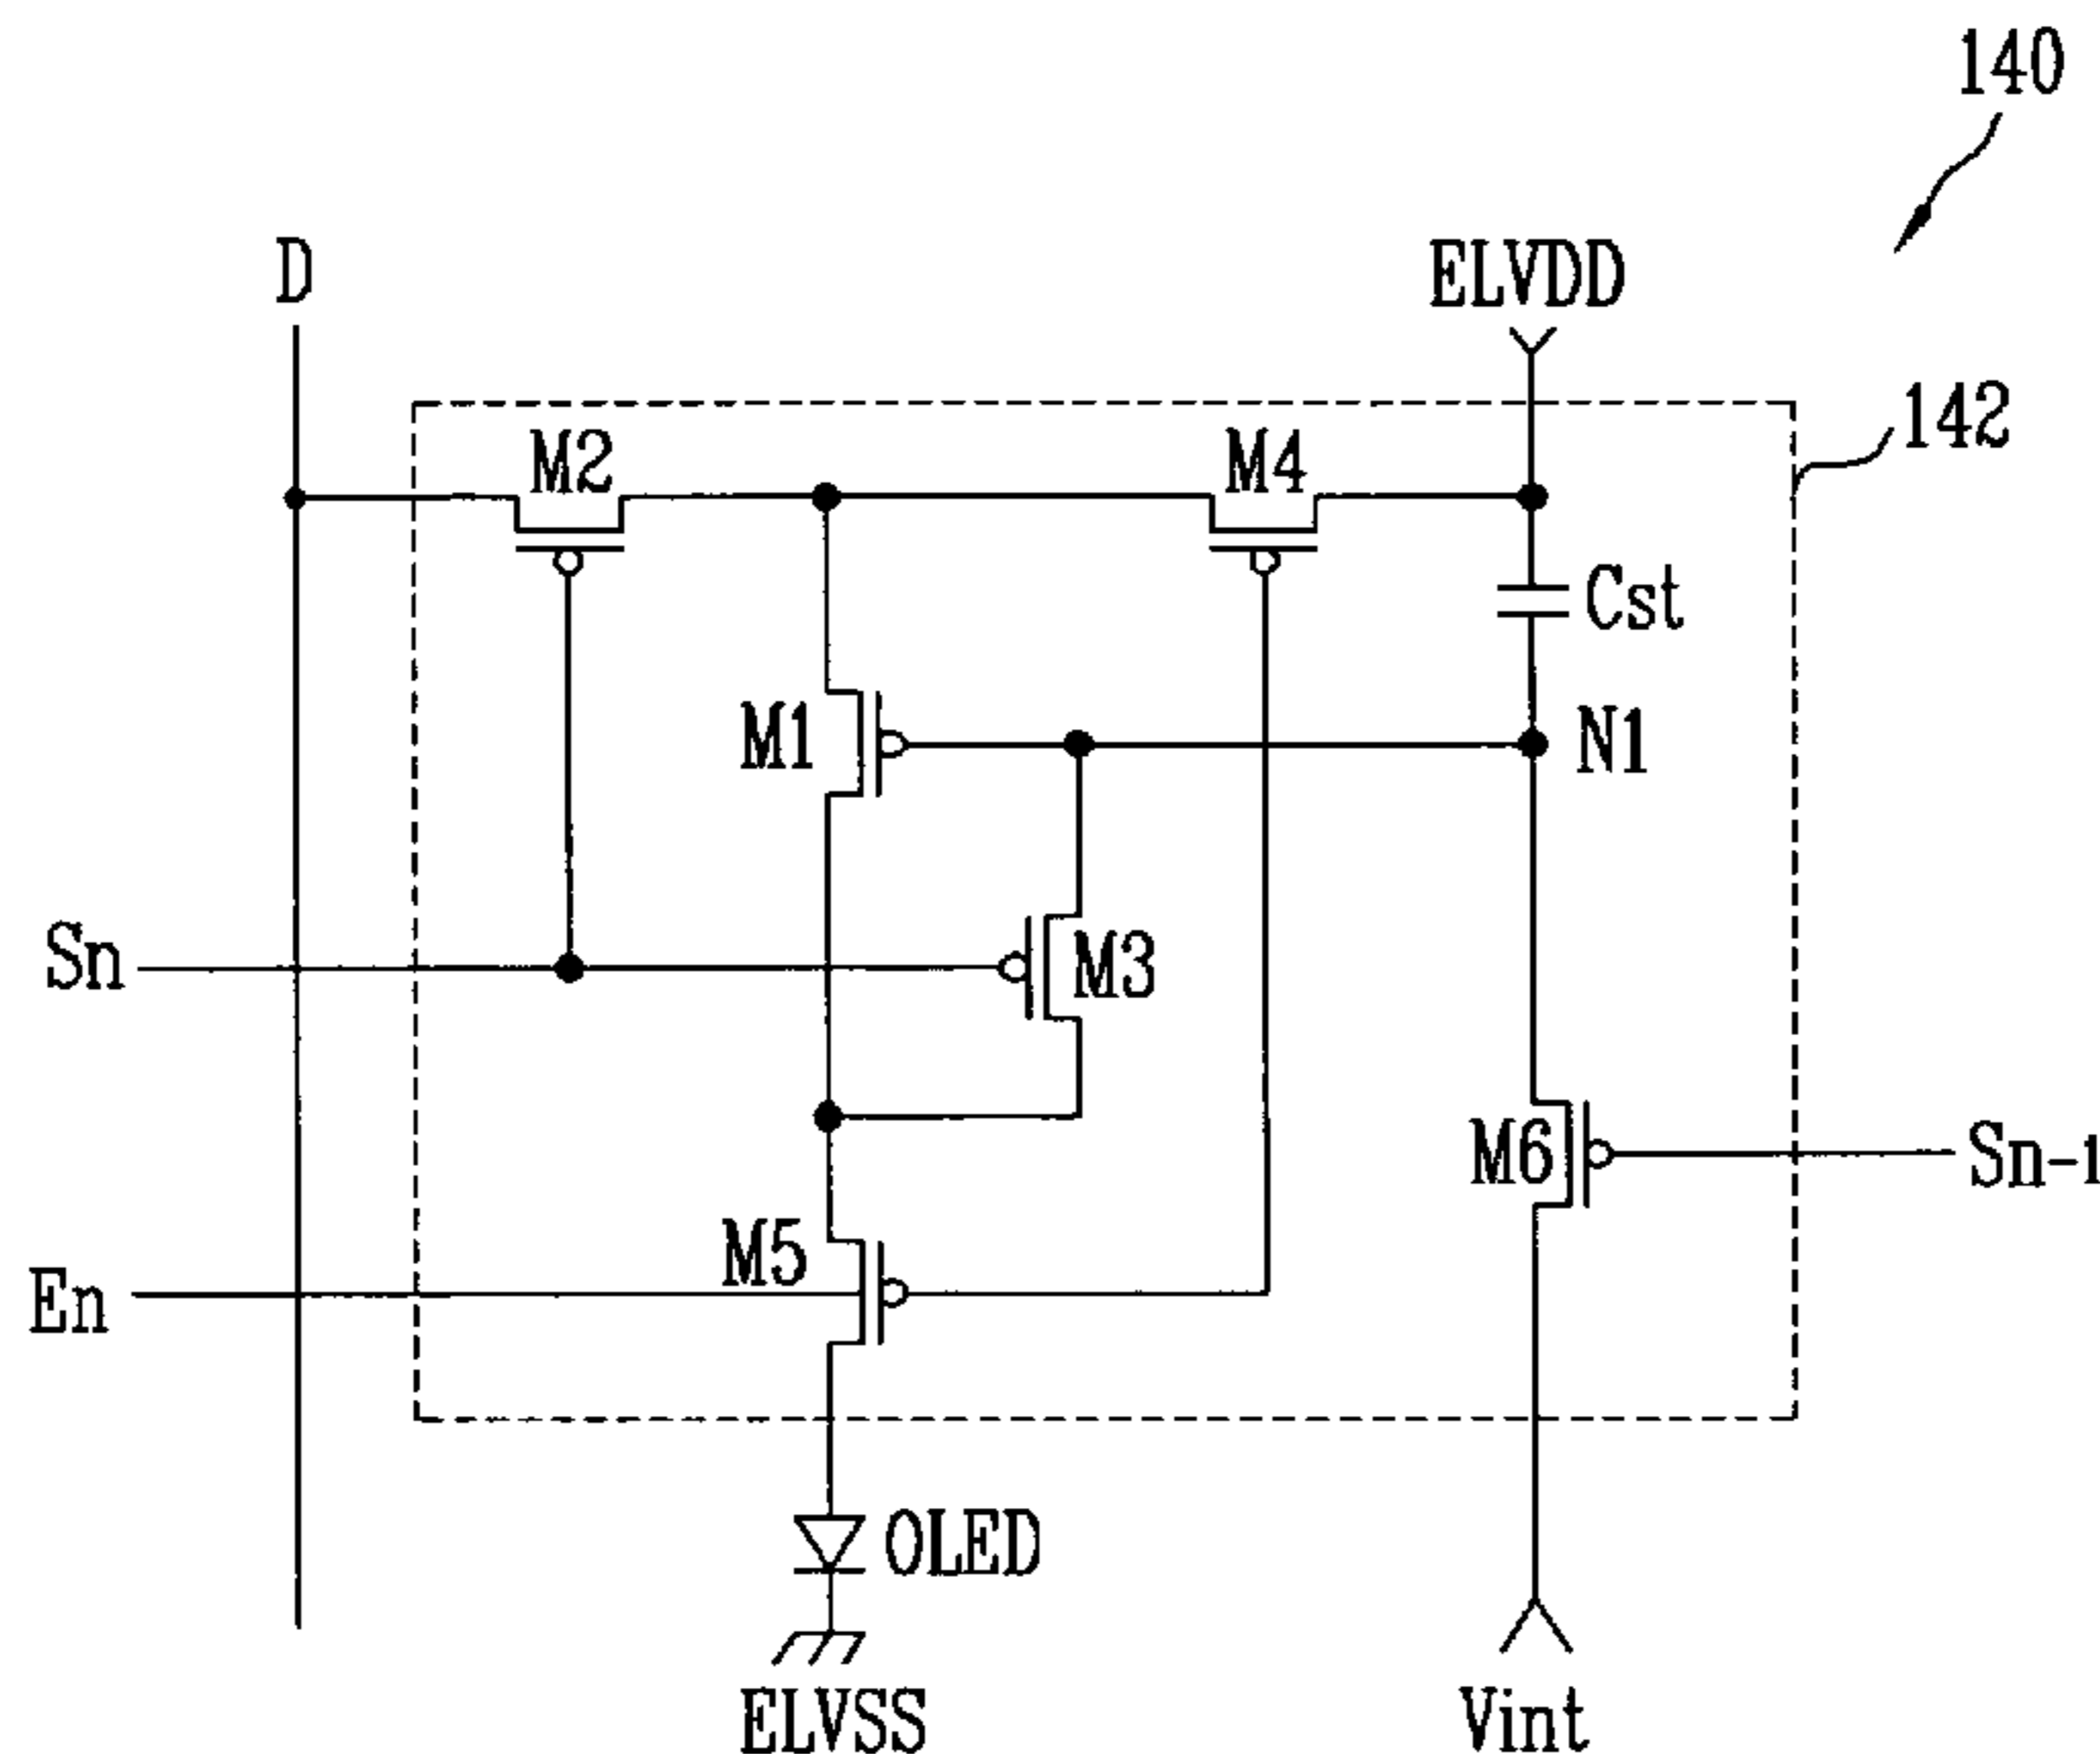 140
D
ELVDD
142
M2
M4
Cst
M1
N1
Sn
M3
M6
Sn-1
M5
En
OLED
ELVSS
Vint